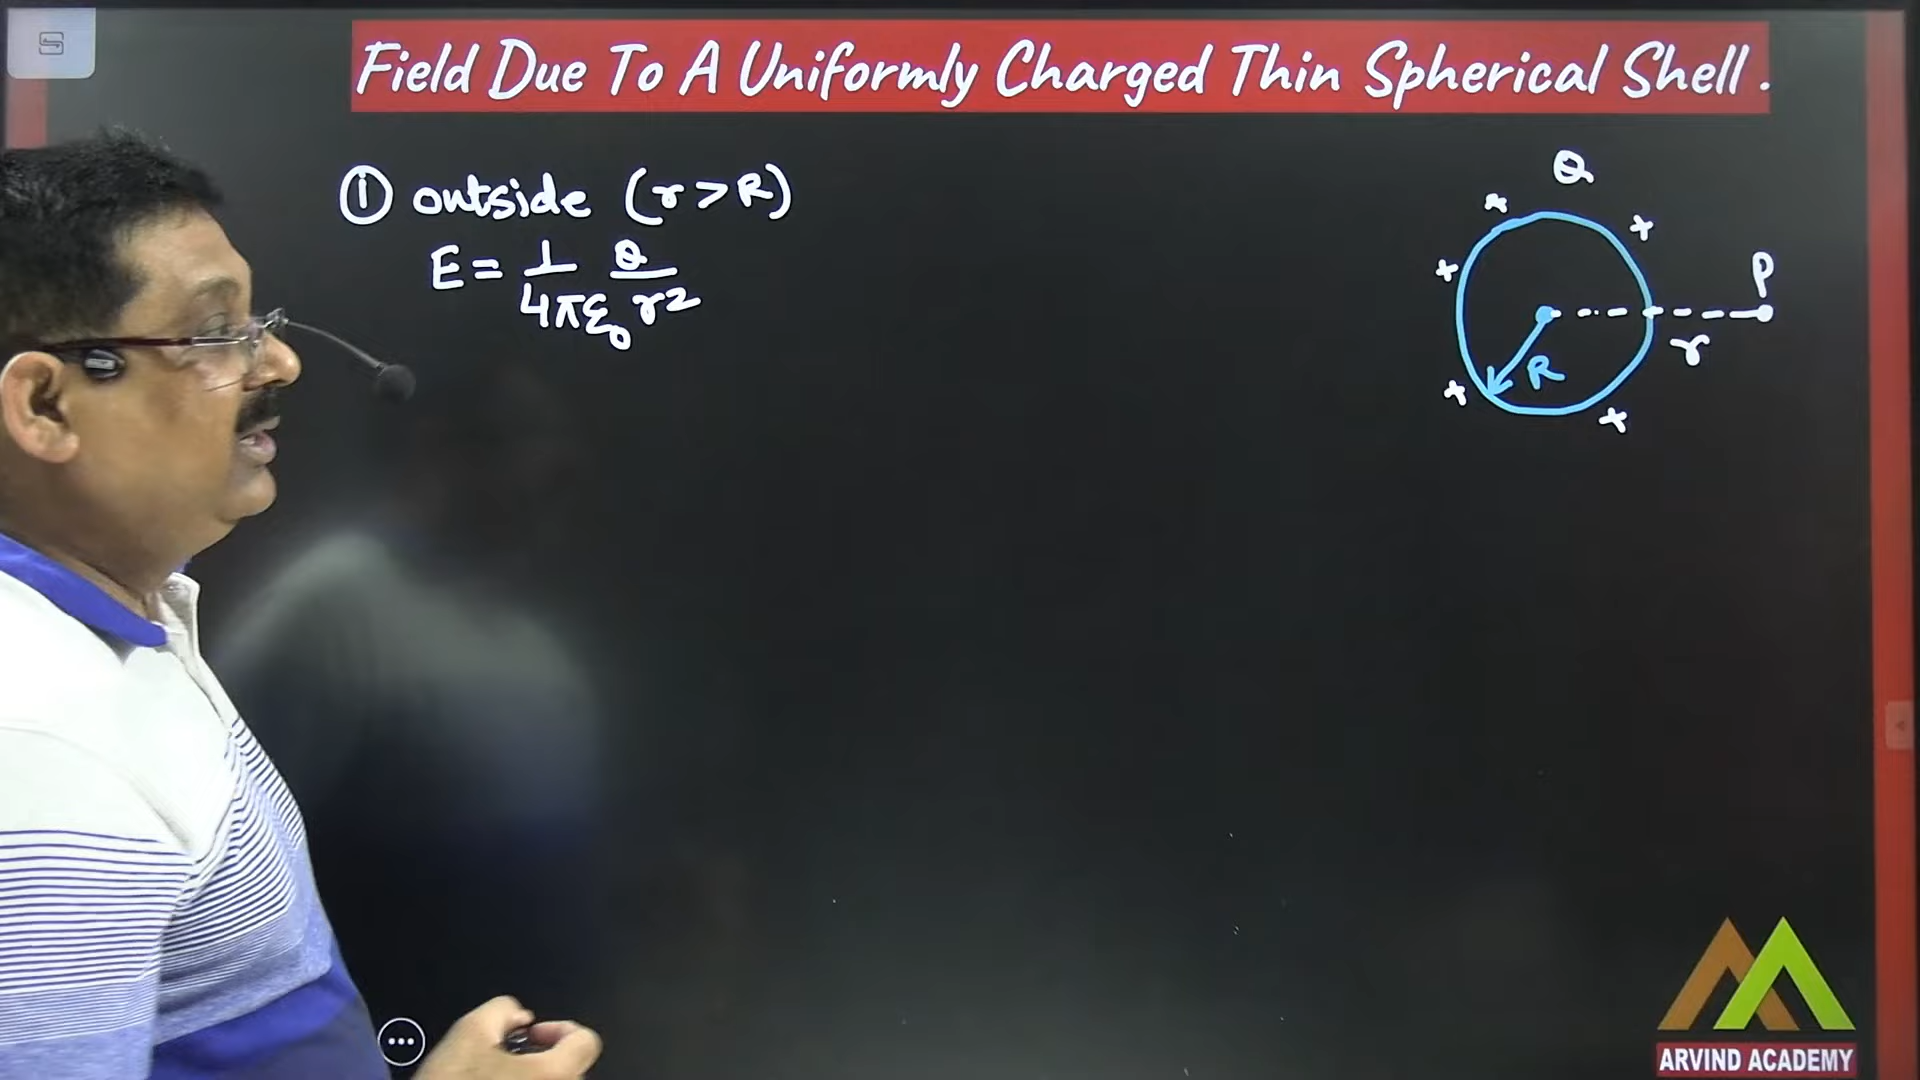 Field Due To A Uniformly Charged Thin Spherical Shell.
① outside (r > R)
E = 1/4πε₀ Q/r²
Q
+ + + + +
P
r
R
ARVIND ACADEMY